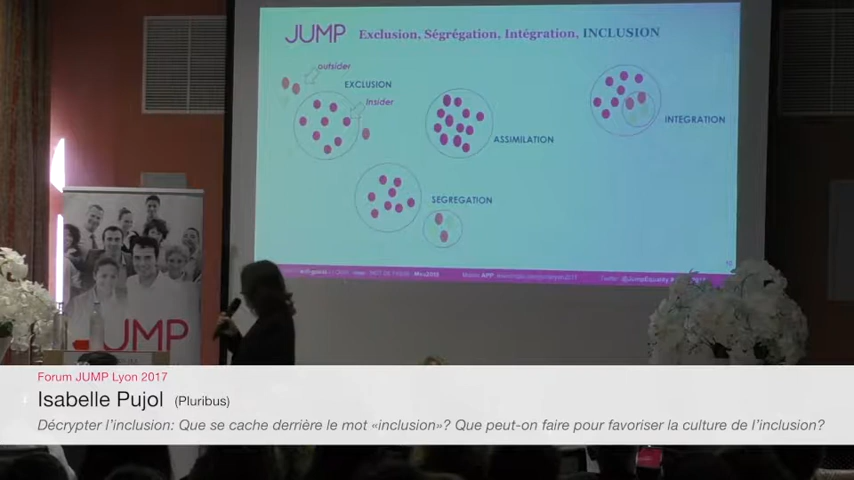 JUMP Exclusion, Ségrégation, Intégration, INCLUSION
outsider
EXCLUSION
Insider
ASSIMILATION
INTEGRATION
SEGREGATION
JUMP
Forum JUMP Lyon 2017
Isabelle Pujol (Pluribus)
Décrypter l'inclusion: Que se cache derrière le mot «inclusion»? Que peut-on faire pour favoriser la culture de l'inclusion?